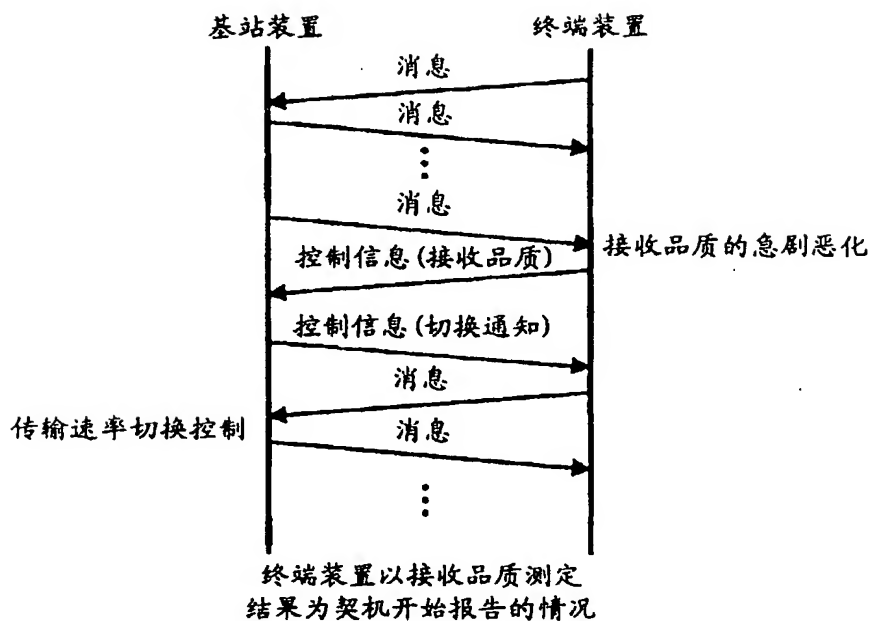 基站装置
终端装置
消息
消息
消息
接收品质的急剧恶化
控制信息(接收品质)
控制信息(切换通知)
消息
传输速率切换控制
消息
终端装置以接收品质测定
结果为契机开始报告的情况